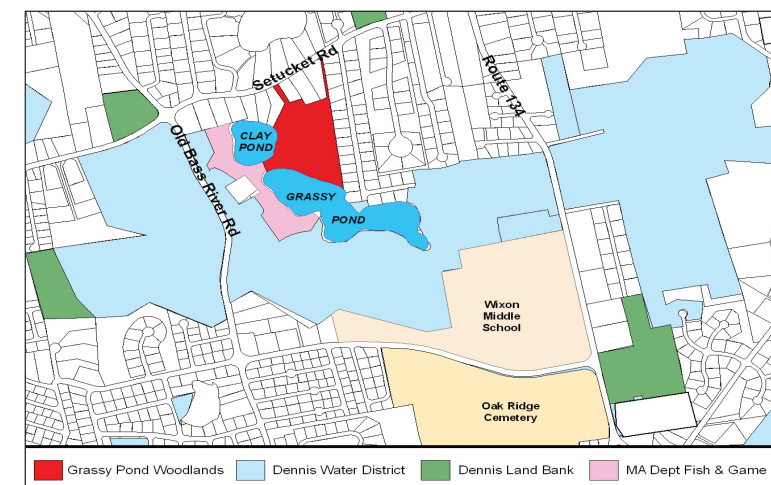 Setucket Rd
Route 134
CLAY
POND
Old Bass River Rd
GRASSY
POND
Wixon
Middle
School
Oak Ridge
Cemetery
Grassy Pond Woodlands
Dennis Water District
Dennis Land Bank
MA Dept Fish & Game